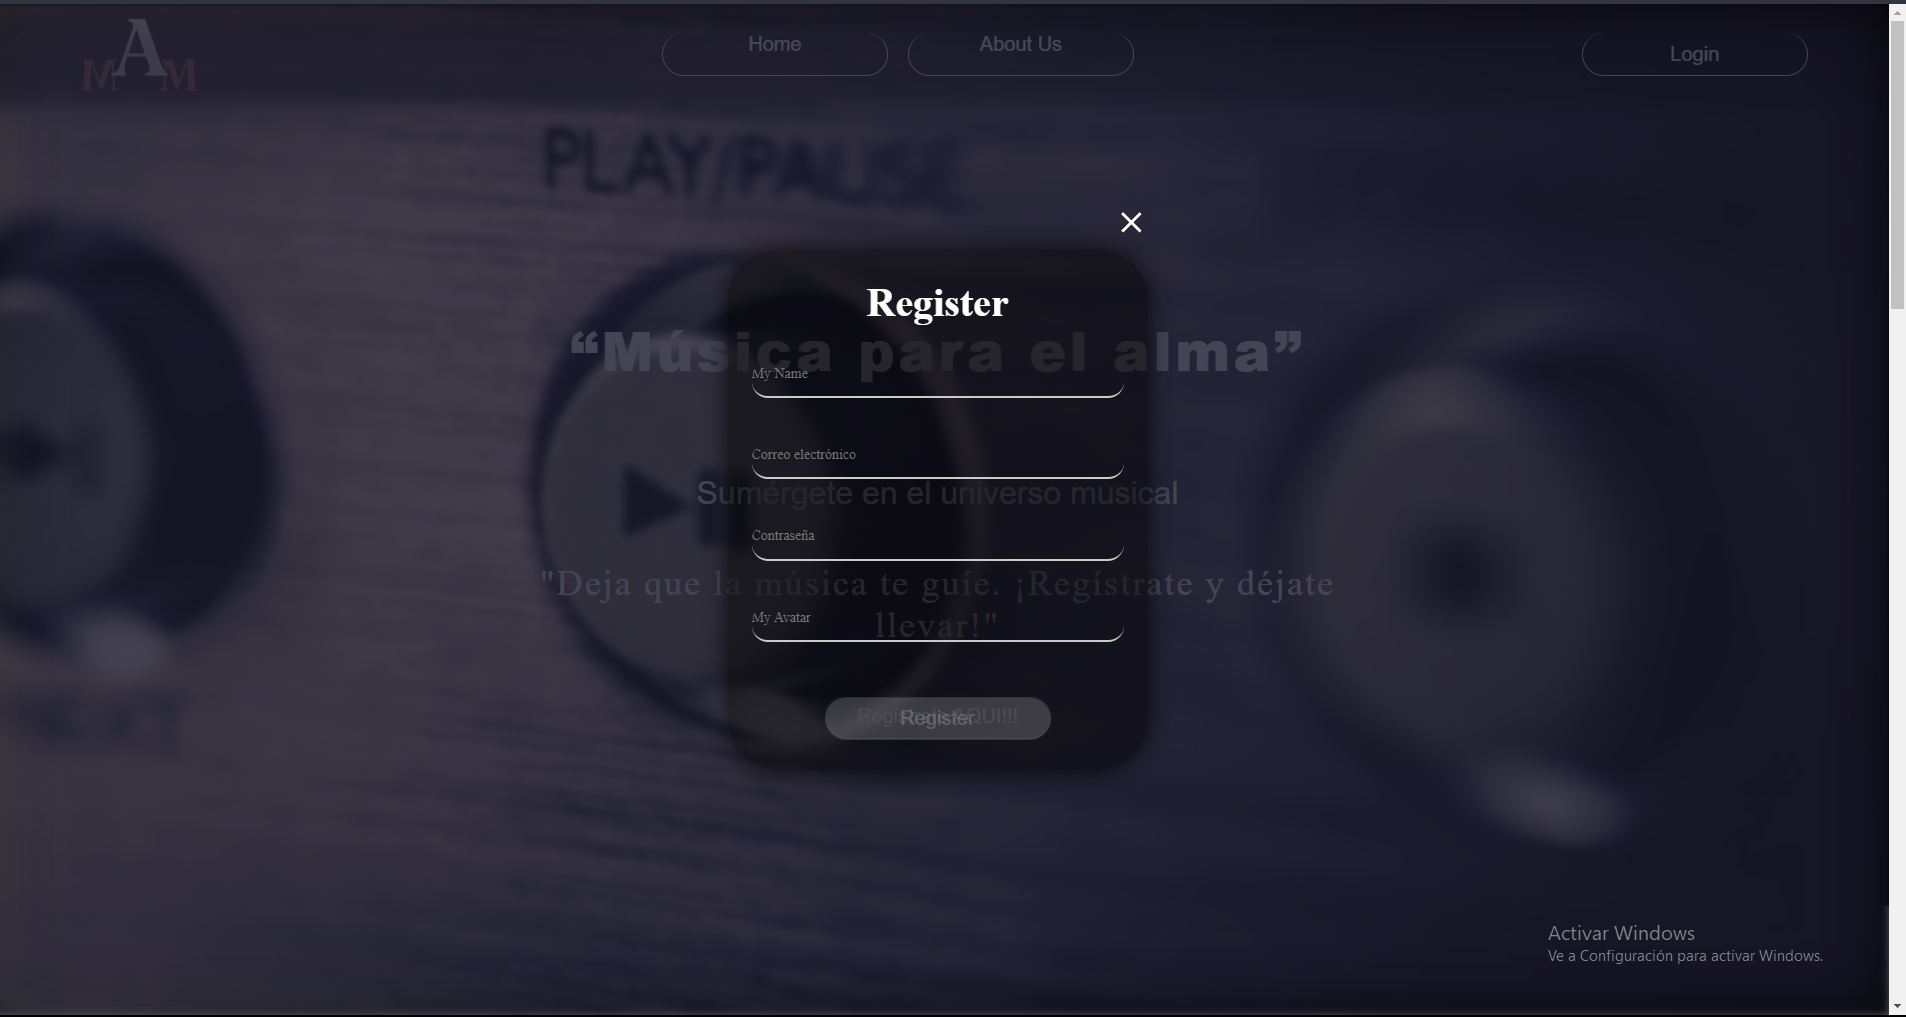 MAM
Home
About Us
Login
PLAY/PAUSE
Register
“Música para el alma”
My Name
Correo electrónico
Sumérgete en el universo musical
Contraseña
"Deja que la música te guíe. ¡Regístrate y déjate
llevar!"
My Avatar
Regístrate AQUI!!!!
Register
Activar Windows
Ve a Configuración para activar Windows.